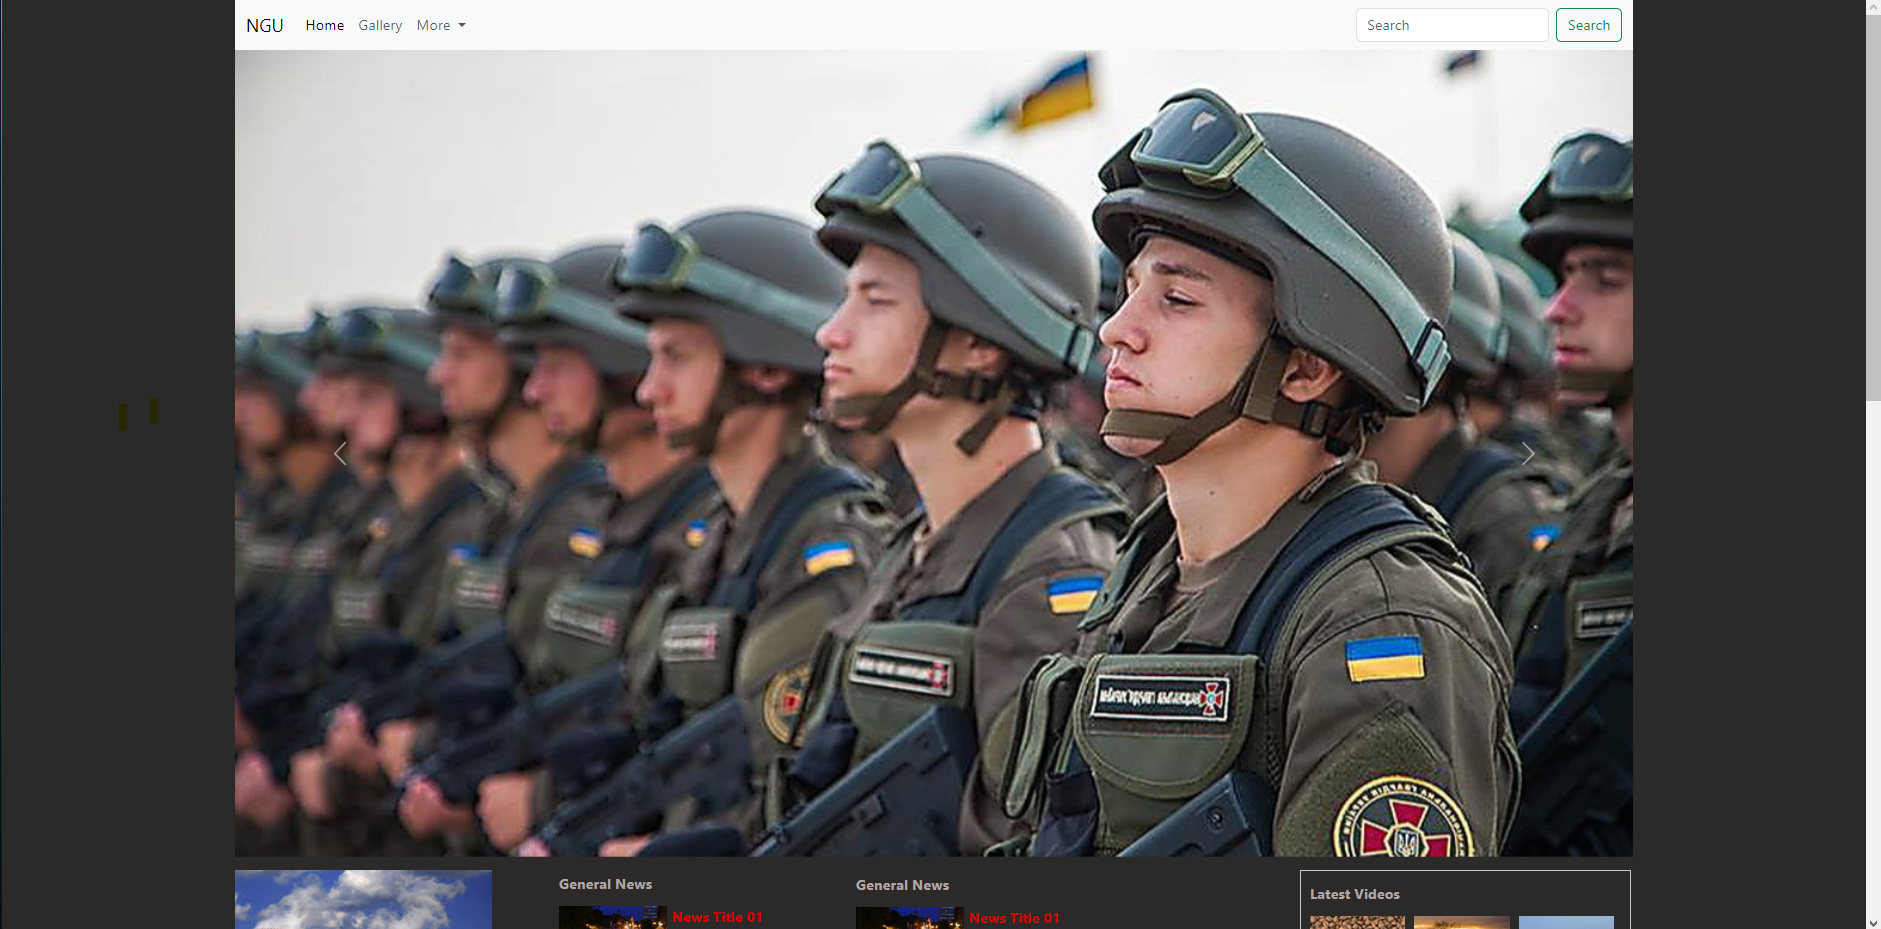 NGU Home Gallery More Search Search
General News General News
Latest Videos
News Title 01 News Title 01